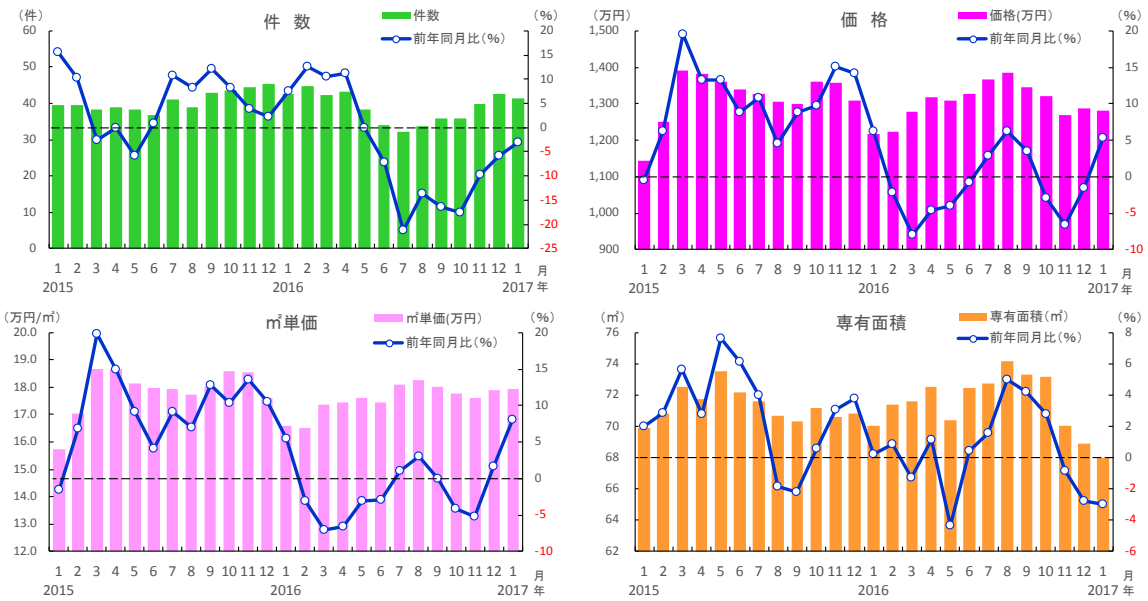 (件) 件 数 件数 (%)
前年同月比(%)
60 20
50 15
10
40 5
30 0
-5
20 -10
10 -15
-20
0 -25
1 2 3 4 5 6 7 8 9 10 11 12 1 2 3 4 5 6 7 8 9 10 11 12 1 月
2015 2016 2017 年
(万円) 価 格 価格(万円) (%)
前年同月比(%)
1,500 20
1,400 15
1,300 10
1,200 5
1,100 0
1,000 -5
900 -10
1 2 3 4 5 6 7 8 9 10 11 12 1 2 3 4 5 6 7 8 9 10 11 12 1 月
2015 2016 2017 年
(万円/㎡) ㎡単価 ㎡単価(万円) (%)
前年同月比(%)
20.0 20
19.0 15
18.0
17.0 10
16.0 5
15.0 0
14.0
13.0 -5
12.0 -10
1 2 3 4 5 6 7 8 9 10 11 12 1 2 3 4 5 6 7 8 9 10 11 12 1 月
2015 2016 2017 年
(㎡) 専有面積 専有面積(㎡) (%)
前年同月比(%)
76 8
74 6
72 4
70 2
68 0
66 -2
64 -4
62 -6
1 2 3 4 5 6 7 8 9 10 11 12 1 2 3 4 5 6 7 8 9 10 11 12 1 月
2015 2016 2017 年